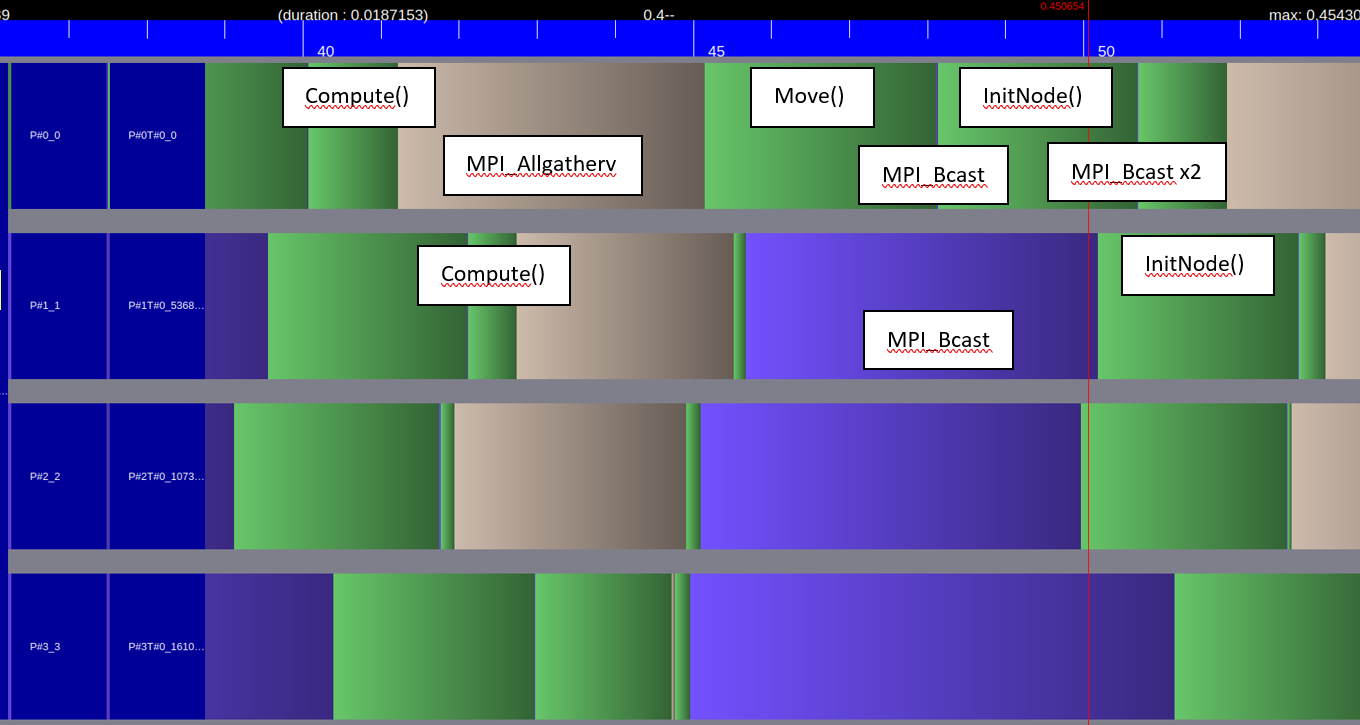 39 (duration : 0.0187153) 0.4-- 0.450654 max: 0.45430
40 45 50
Compute() Move() InitNode()
P#0_0 P#0T#0_0
MPI_Allgatherv MPI_Bcast MPI_Bcast x2
Compute() InitNode()
P#1_1 P#1T#0_5368...
MPI_Bcast
P#2_2 P#2T#0_1073...
P#3_3 P#3T#0_1610...